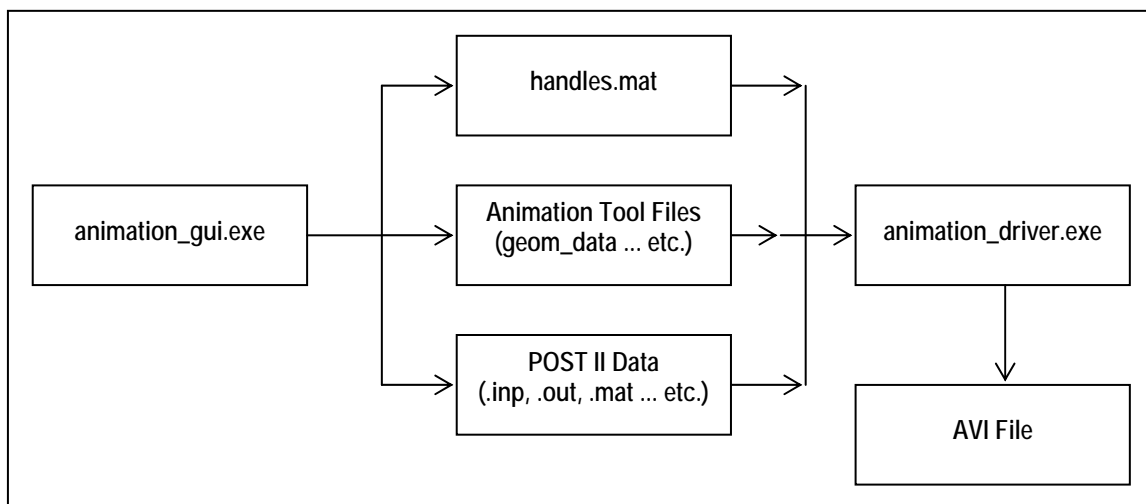 handles.mat
animation_gui.exe
Animation Tool Files
(geom_data ... etc.)
animation_driver.exe
POST II Data
(.inp, .out, .mat ... etc.)
AVI File